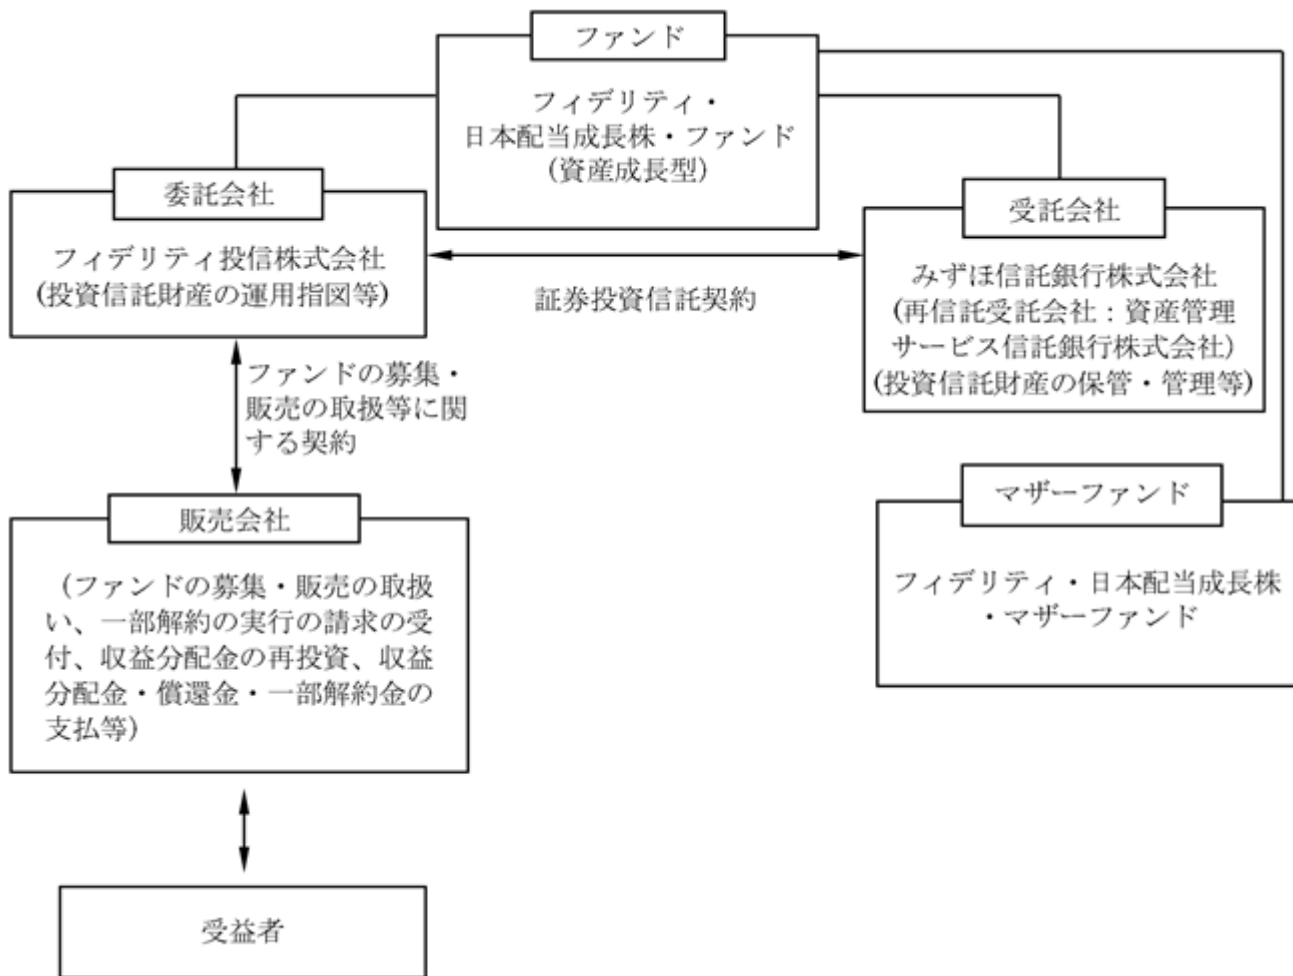 ファンド
フィデリティ・
日本配当成長株・ファンド
(資産成長型)
委託会社
フィデリティ投信株式会社
(投資信託財産の運用指図等)
証券投資信託契約
受託会社
みずほ信託銀行株式会社
(再信託受託会社:資産管理
サービス信託銀行株式会社)
(投資信託財産の保管・管理等)
ファンドの募集・
販売の取扱等に関
する契約
マザーファンド
フィデリティ・日本配当成長株
・マザーファンド
販売会社
(ファンドの募集・販売の取扱
い、一部解約の実行の請求の受
付、収益分配金の再投資、収益
分配金・償還金・一部解約金の
支払等)
受益者